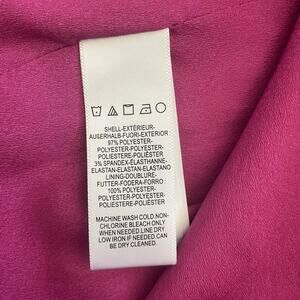 SHELL-EXTÉRIEUR-
AUßERHALB-FUORI-EXTERIOR
97% POLYESTER-
POLYESTER-POLYESTER-
POLIESTERE-POLIÉSTER
3% SPANDEX-ÉLASTHANNE-
ELASTAN-ELASTAN-ELASTANO
LINING-DOUBLURE-
FUTTER-FODERA-FORRO
100% POLYESTER-
POLYESTER-POLYESTER-
POLIESTERE-POLIÉSTER
MACHINE WASH COLD,NON-
CHLORINE BLEACH ONLY
WHEN NEEDED.LINE DRY
LOW IRON IF NEEDED.CAN
BE DRY CLEANED.